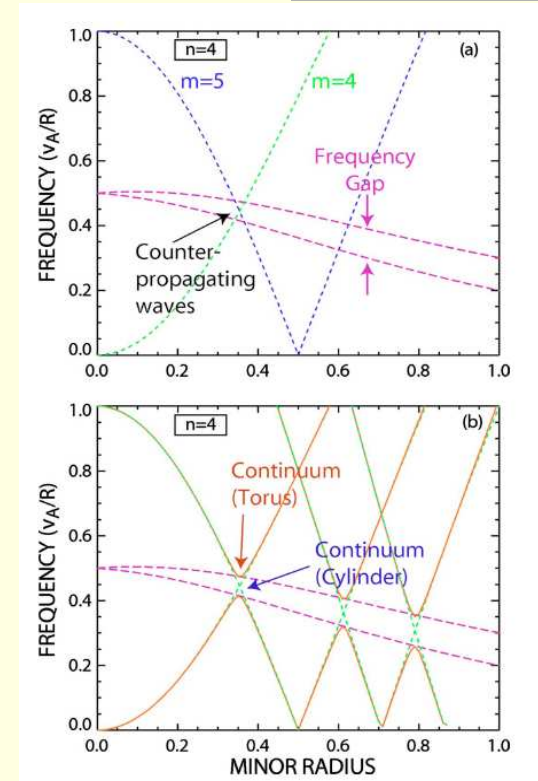 1.0
n=4
(a)
m=5
m=4
0.8
Frequency
Gap
0.6
0.4
Counter-
propagating
waves
0.2
0.0
FREQUENCY (vA/R)
0.0 0.2 0.4 0.6 0.8 1.0
1.0
n=4
(b)
Continuum
(Torus)
0.8
0.6
Continuum
(Cylinder)
0.4
0.2
0.0
FREQUENCY (vA/R)
0.0 0.2 0.4 0.6 0.8 1.0
MINOR RADIUS